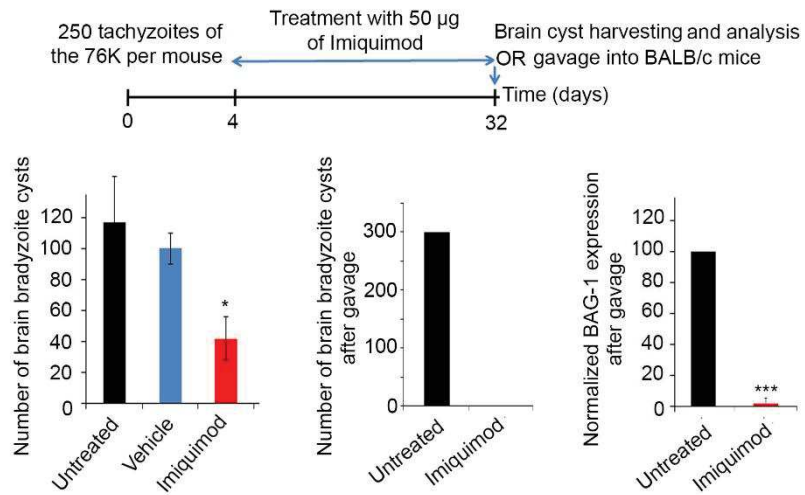 250 tachyzoites of
the 76K per mouse
Treatment with 50 µg
of Imiquimod
Brain cyst harvesting and analysis
OR gavage into BALB/c mice
Time (days)
0
4
32
Number of brain bradyzoite cysts
120
100
80
60
40
20
0
*
Untreated
Vehicle
Imiquimod
Number of brain bradyzoite cysts
after gavage
300
200
100
0
Untreated
Imiquimod
Normalized BAG-1 expression
after gavage
120
100
80
60
40
20
0
***
Untreated
Imiquimod